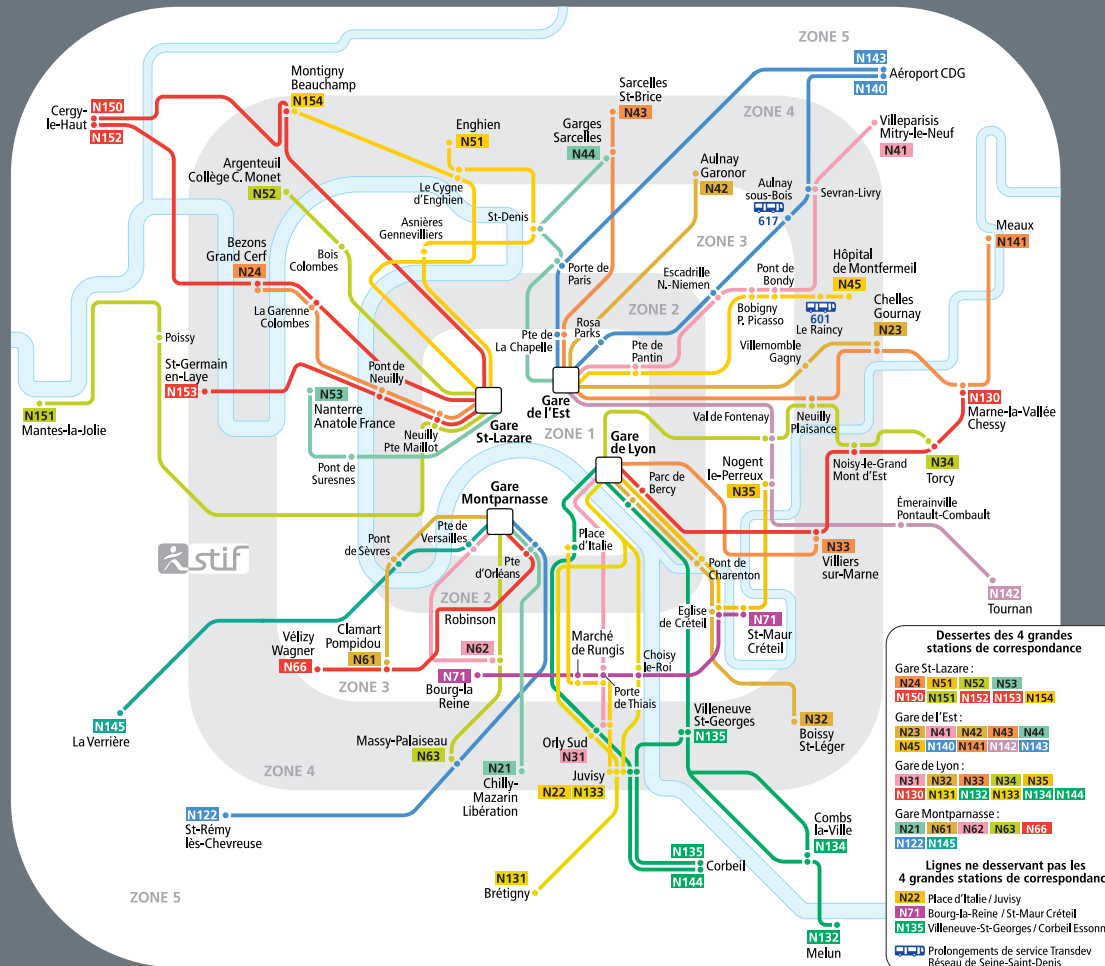 ZONE 5
N143
Aéroport CDG
N140
Montigny
Beauchamp
N154
Sarcelles
St-Brice
N43
ZONE 4
Cergy-
le-Haut
N150
N152
Enghien
N51
Garges
Sarcelles
N44
Villeparisis
Mitry-le-Neuf
N41
Argenteuil
Collège C. Monet
N52
Le Cygne
d'Enghien
Aulnay
Garonor
N42
Aulnay
sous-Bois
617
Sevran-Livry
St-Denis
Asnières
Gennevilliers
Meaux
N141
Bezons
Grand Cerf
N24
Bois
Colombes
ZONE 3
Porte de
Paris
Escadrille
N.-Niemen
Pont de
Bondy
Hôpital
de Montfermeil
N45
La Garenne
Colombes
ZONE 2
Bobigny
P. Picasso
601
Le Raincy
Chelles
Gournay
N23
Poissy
Pte de
La Chapelle
Rosa
Parks
Pte de
Pantin
Villemomble
Gagny
St-Germain
en-Laye
N153
Pont de
Neuilly
N53
Nanterre
Anatole France
Gare
de l'Est
N130
Marne-la-Vallée
Chessy
N151
Mantes-la-Jolie
Neuilly
Pte Maillot
Gare
St-Lazare
ZONE 1
Gare
de Lyon
Val de Fontenay
Neuilly
Plaisance
Pont de
Suresnes
Noisy-le-Grand
Mont d'Est
N34
Torcy
Nogent
le-Perreux
N35
Parc de
Bercy
Gare
Montparnasse
Émerainville
Pontault-Combault
Pte de
Versailles
Pont
de Sèvres
Place
d'Italie
N33
Villiers
sur-Marne
stif
Pte
d'Orléans
Pont de
Charenton
N142
Tournan
ZONE 2
Robinson
Eglise
de Créteil
N71
St-Maur
Créteil
Vélizy
Wagner
N66
Clamart
Pompidou
N61
N62
Marché
de Rungis
Choisy
le-Roi
ZONE 3
N71
Bourg-la
Reine
Porte
de Thiais
N145
La Verrière
Villeneuve
St-Georges
N135
N32
Boissy
St-Léger
Massy-Palaiseau
N63
Orly Sud
N31
ZONE 4
N21
Chilly-
Mazarin
Libération
Juvisy
N22 N133
N122
St-Rémy
lès-Chevreuse
Combs
la-Ville
N134
N135
Corbeil
N144
N131
Brétigny
ZONE 5
N132
Melun
Dessertes des 4 grandes
stations de correspondance
Gare St-Lazare :
N24 N51 N52 N53
N150 N151 N152 N153 N154
Gare de l'Est :
N23 N41 N42 N43 N44
N45 N140 N141 N142 N143
Gare de Lyon :
N31 N32 N33 N34 N35
N130 N131 N132 N133 N134 N144
Gare Montparnasse :
N21 N61 N62 N63 N66
N122 N145
Lignes ne desservant pas les
4 grandes stations de correspondanc
N22 Place d'Italie / Juvisy
N71 Bourg-la-Reine / St-Maur Créteil
N135 Villeneuve-St-Georges / Corbeil Essonn
Prolongements de service Transdev
Réseau de Seine-Saint-Denis